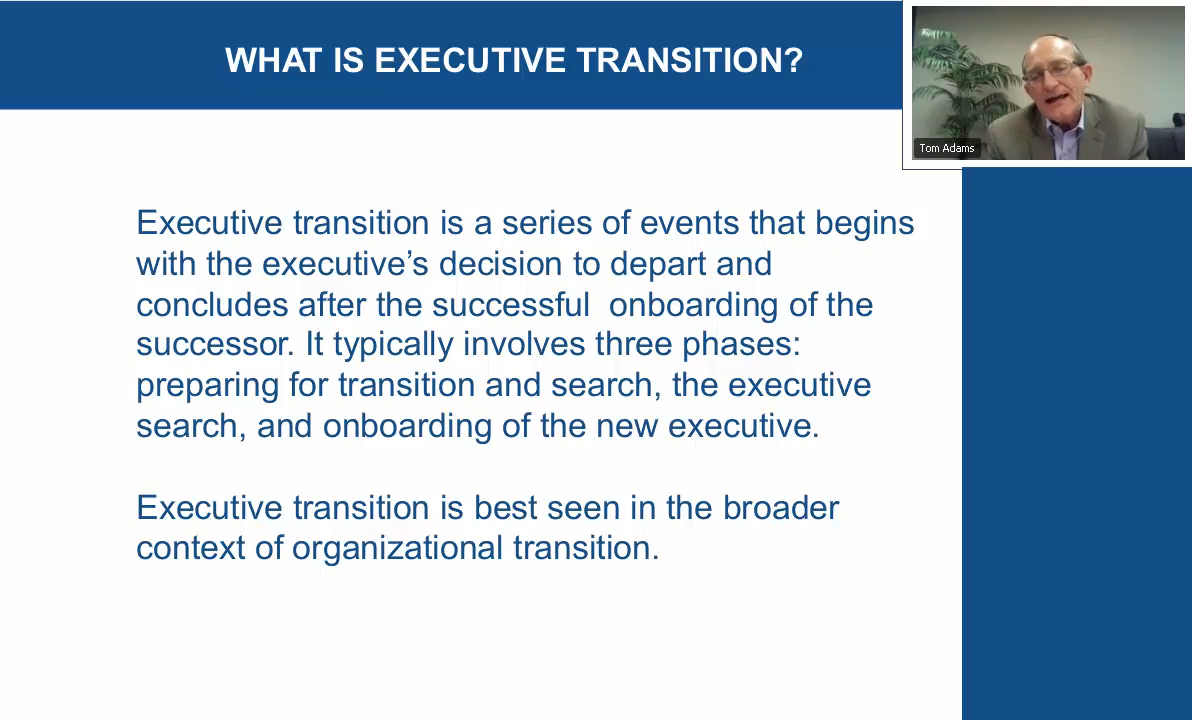 WHAT IS EXECUTIVE TRANSITION?
Tom Adams
Executive transition is a series of events that begins
with the executive’s decision to depart and
concludes after the successful  onboarding of the
successor. It typically involves three phases:
preparing for transition and search, the executive
search, and onboarding of the new executive.
Executive transition is best seen in the broader
context of organizational transition.